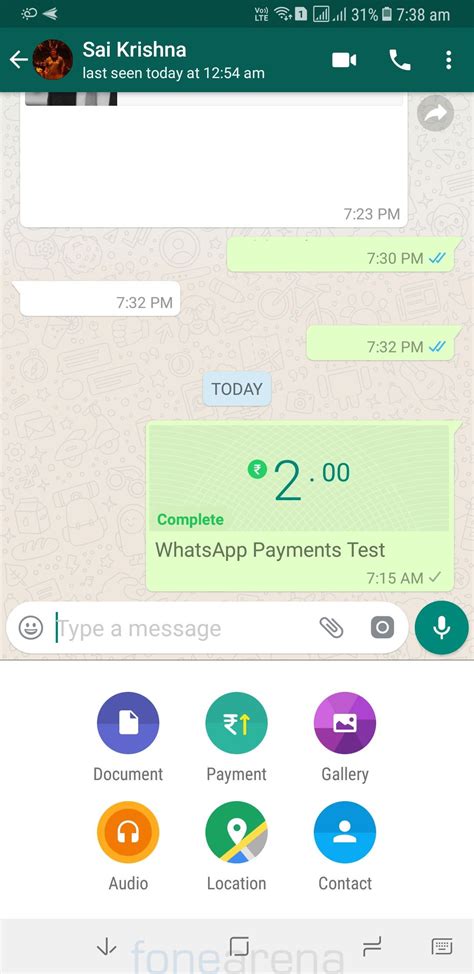 Vo)) LTE 1 31% 7:38 am
Sai Krishna
last seen today at 12:54 am
7:23 PM
7:30 PM
7:32 PM
7:32 PM
TODAY
₹ 2.00
Complete
WhatsApp Payments Test
7:15 AM
Type a message
Document
Payment
Gallery
Audio
Location
Contact
fonearena